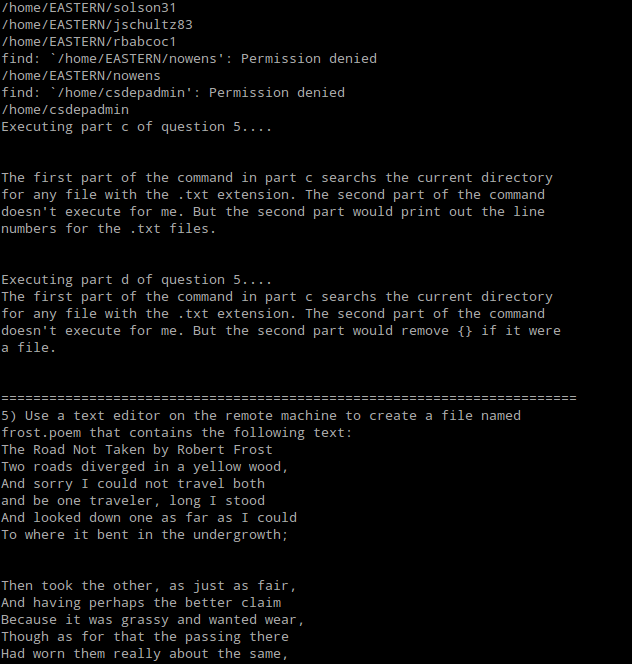 /home/EASTERN/solson31
/home/EASTERN/jschultz83
/home/EASTERN/rbabcoc1
find: `/home/EASTERN/nowens': Permission denied
/home/EASTERN/nowens
find: `/home/csdepadmin': Permission denied
/home/csdepadmin
Executing part c of question 5....
The first part of the command in part c searchs the current directory
for any file with the .txt extension. The second part of the command
doesn't execute for me. But the second part would print out the line
numbers for the .txt files.
Executing part d of question 5....
The first part of the command in part c searchs the current directory
for any file with the .txt extension. The second part of the command
doesn't execute for me. But the second part would remove {} if it were
a file.
========================================================================
5) Use a text editor on the remote machine to create a file named
frost.poem that contains the following text:
The Road Not Taken by Robert Frost
Two roads diverged in a yellow wood,
And sorry I could not travel both
and be one traveler, long I stood
And looked down one as far as I could
To where it bent in the undergrowth;
Then took the other, as just as fair,
And having perhaps the better claim
Because it was grassy and wanted wear,
Though as for that the passing there
Had worn them really about the same,